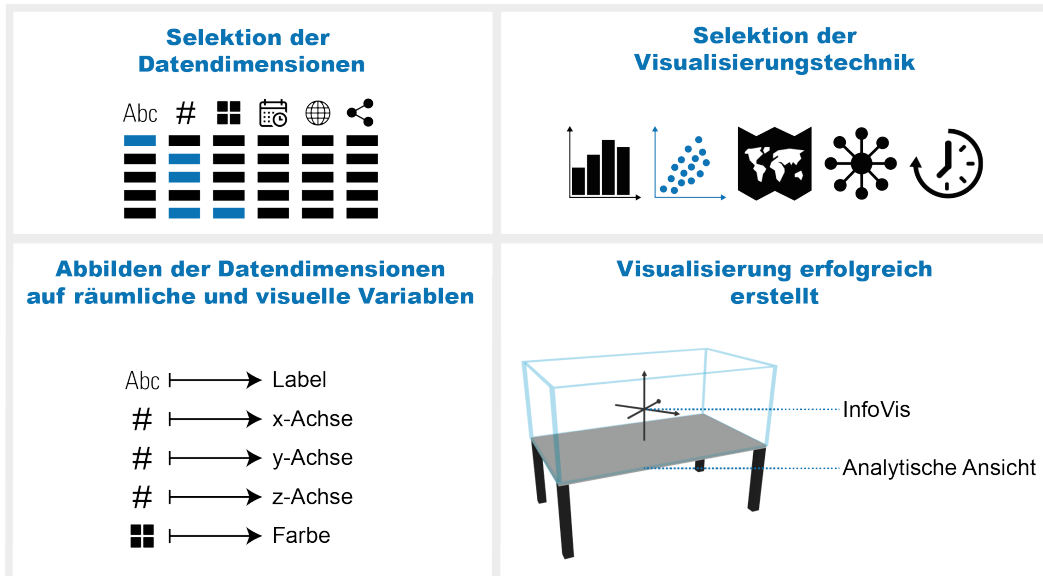 Selektion der
Datendimensionen
Abc #
Selektion der
Visualisierungstechnik
Abbilden der Datendimensionen
auf räumliche und visuelle Variablen
Abc Label
# x-Achse
# y-Achse
# z-Achse
Farbe
Visualisierung erfolgreich
erstellt
InfoVis
Analytische Ansicht